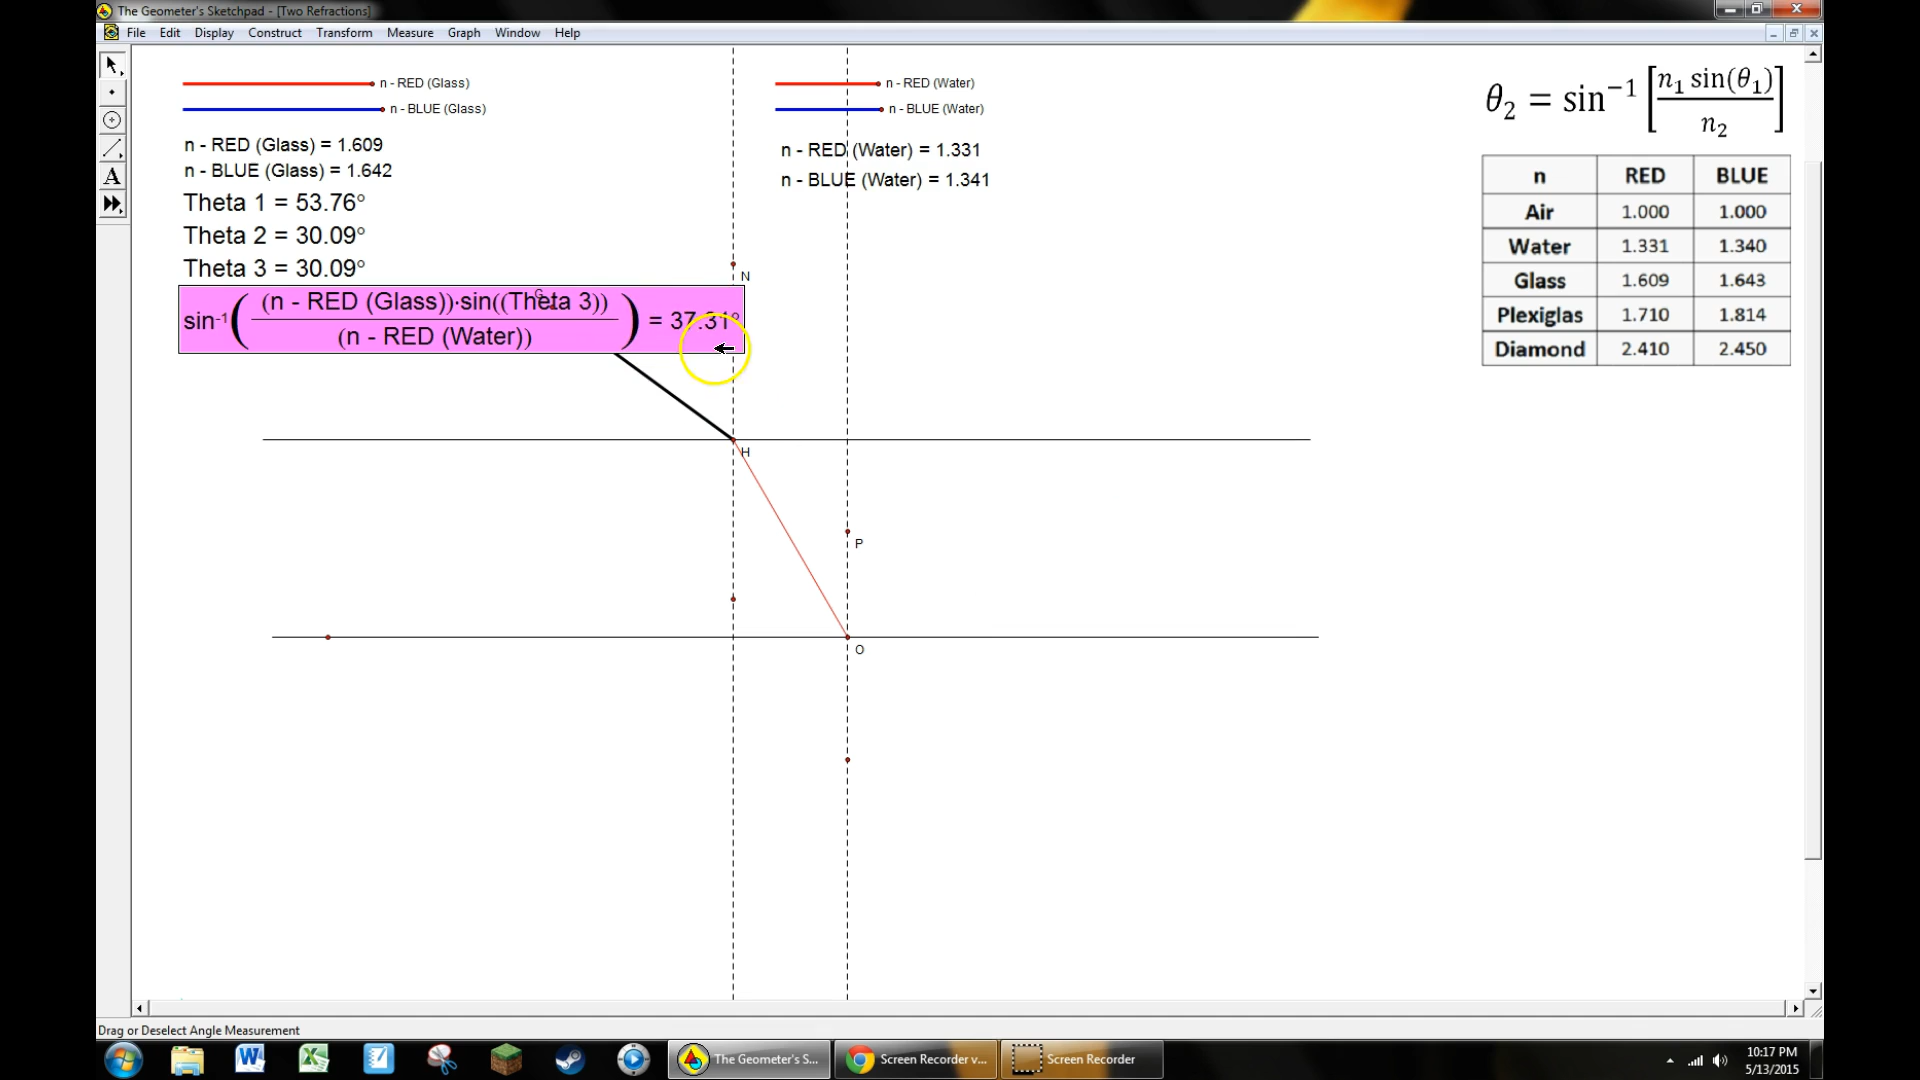 The Geometer's Sketchpad - [Two Refractions]
File Edit Display Construct Transform Measure Graph Window Help
n - RED (Glass)
n - BLUE (Glass)
n - RED (Glass) = 1.609
n - BLUE (Glass) = 1.642
Theta 1 = 53.76°
Theta 2 = 30.09°
Theta 3 = 30.09°
sin⁻¹( (n - RED (Glass))·sin((Theta 3)) / (n - RED (Water)) ) = 37.31°
G
n - RED (Water)
n - BLUE (Water)
n - RED (Water) = 1.331
n - BLUE (Water) = 1.341
N
H
P
O
θ₂ = sin⁻¹ [ n₁ sin(θ₁) / n₂ ]
n RED BLUE
Air 1.000 1.000
Water 1.331 1.340
Glass 1.609 1.643
Plexiglas 1.710 1.814
Diamond 2.410 2.450
A
Drag or Deselect Angle Measurement
The Geometer's S...
Screen Recorder v...
Screen Recorder
10:17 PM
5/13/2015